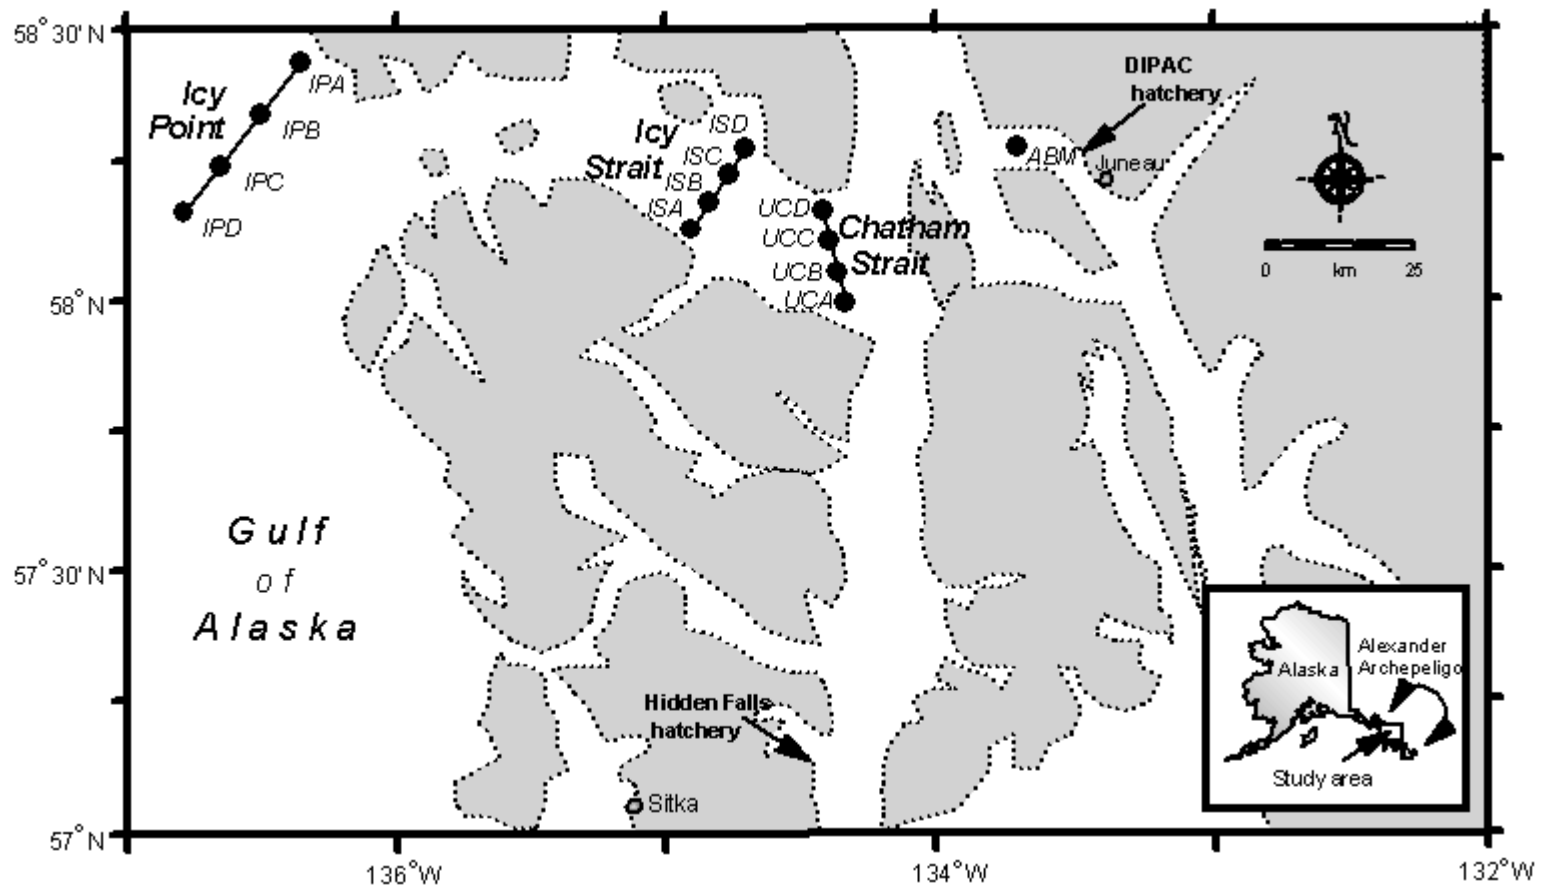 58°30' N
DIPAC
hatchery
IPA
Icy
Point
IPB
IPC
IPD
Icy
Strait
ISD
ISC
ISB
ISA
ABM
Juneau
N
UCD
UCC
UCB
UCA
Chatham
Strait
0 km 25
58° N
Gulf
of
Alaska
57°30' N
Alaska
Alexander
Archepeligo
Study area
Hidden Falls
hatchery
Sitka
57° N
136°W
134°W
132°W